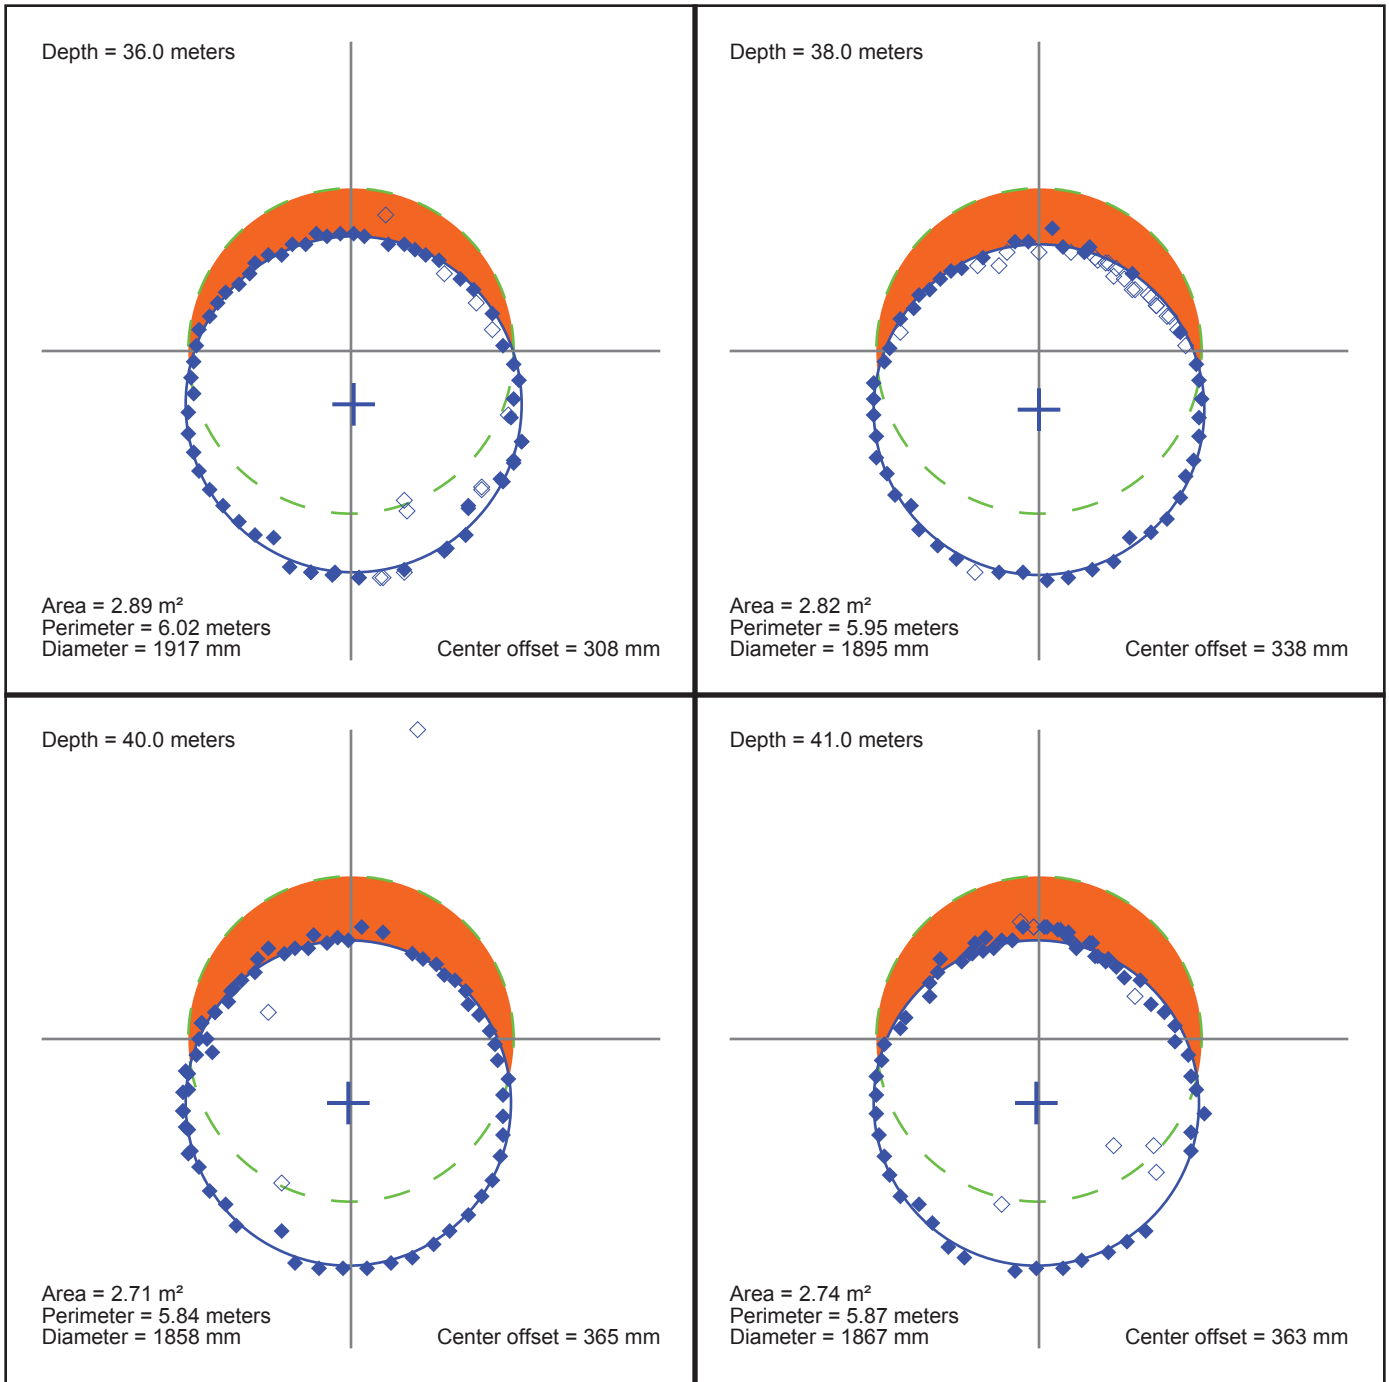 Depth = 36.0 meters
Area = 2.89 m²
Perimeter = 6.02 meters
Diameter = 1917 mm
Center offset = 308 mm
Depth = 38.0 meters
Area = 2.82 m²
Perimeter = 5.95 meters
Diameter = 1895 mm
Center offset = 338 mm
Depth = 40.0 meters
Area = 2.71 m²
Perimeter = 5.84 meters
Diameter = 1858 mm
Center offset = 365 mm
Depth = 41.0 meters
Area = 2.74 m²
Perimeter = 5.87 meters
Diameter = 1867 mm
Center offset = 363 mm